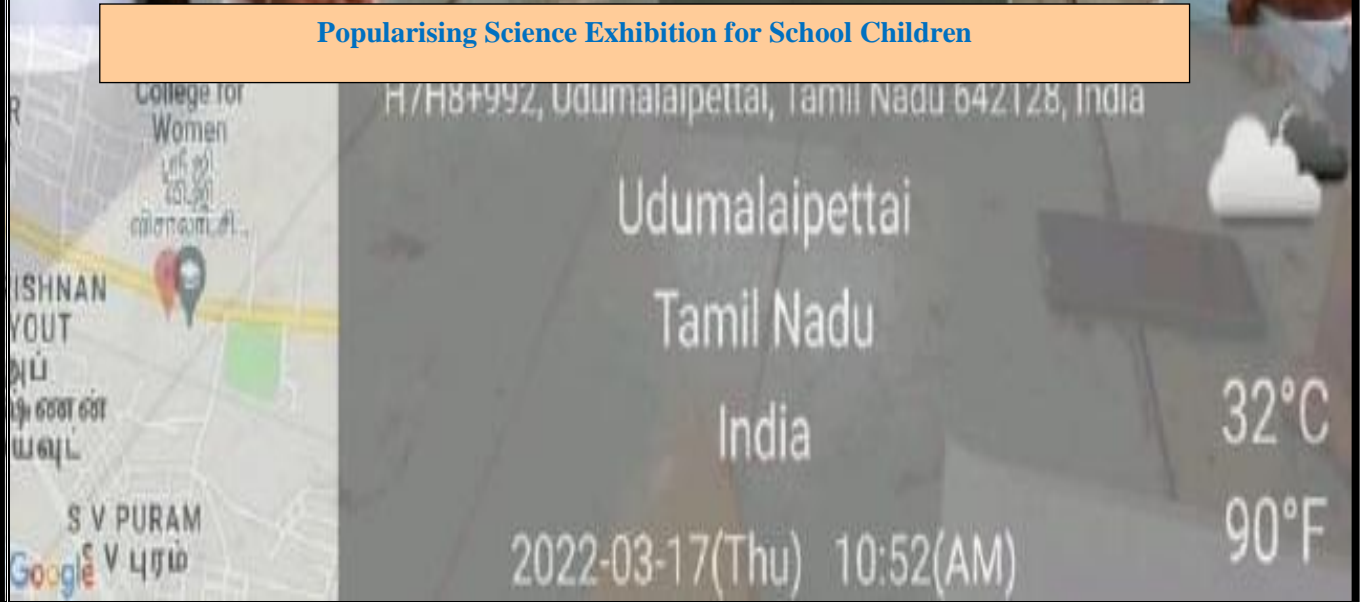 Popularising Science Exhibition for School Children
College for
Women
ஸ்ரீ ஜி
விஜி
விசாலாட்சி...
ISHNAN
YOUT
S V PURAM
S V புரம்
Google
H7H8+992, Udumalaipettai, Tamil Nadu 642128, India
Udumalaipettai
Tamil Nadu
India
2022-03-17(Thu) 10:52(AM)
32°C
90°F